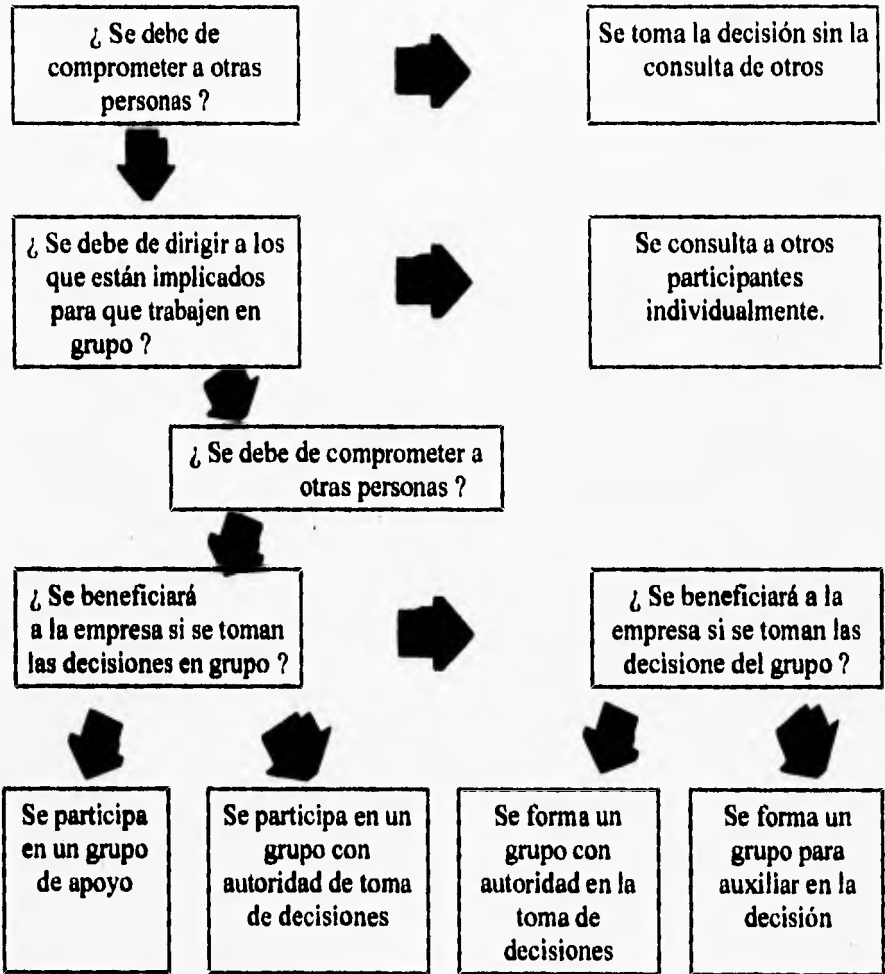 ¿ Se debe de
comprometer a otras
personas ?
Se toma la decisión sin la
consulta de otros
¿ Se debe de dirigir a los
que están implicados
para que trabajen en
grupo ?
Se consulta a otros
participantes
individualmente.
¿ Se debe de comprometer a
otras personas ?
¿ Se beneficiará
a la empresa si se toman
las decisiones en grupo ?
¿ Se beneficiará a la
empresa si se toman las
decisione del grupo ?
Se participa
en un grupo
de apoyo
Se participa en un
grupo con
autoridad de toma
de decisiones
Se forma un
grupo con
autoridad en la
toma de
decisiones
Se forma un
grupo para
auxiliar en la
decisión